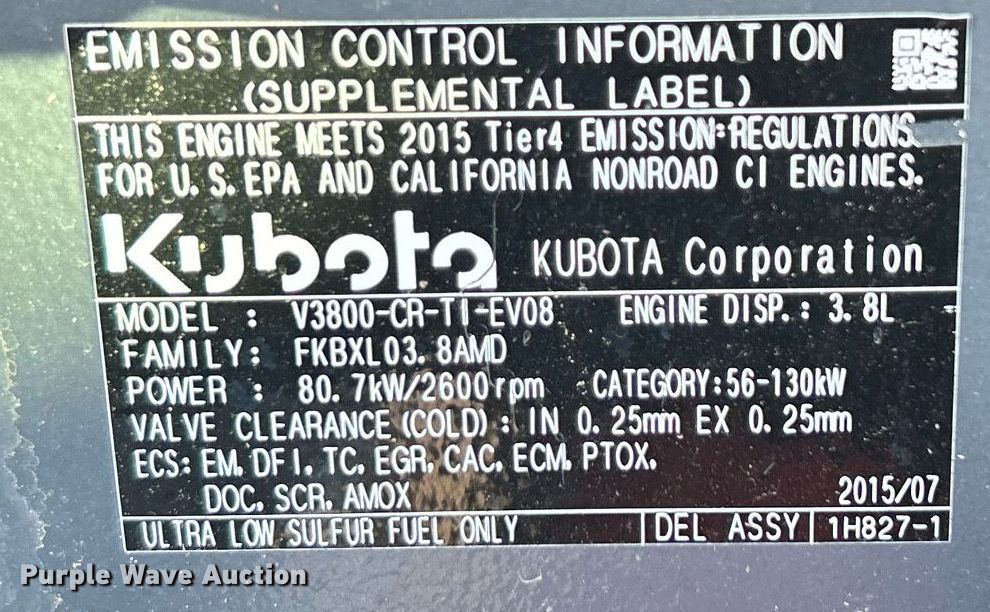 EMISSION CONTROL INFORMATION
(SUPPLEMENTAL LABEL)
THIS ENGINE MEETS 2015 Tier4 EMISSION REGULATIONS
FOR U.S.EPA AND CALIFORNIA NONROAD CI ENGINES.
Kubota KUBOTA Corporation
MODEL : V3800-CR-TI-EV08 ENGINE DISP.: 3.8L
FAMILY: FKBXL03.8AMD
POWER : 80.7kW/2600rpm CATEGORY:56-130kW
VALVE CLEARANCE(COLD): IN 0.25mm EX 0.25mm
ECS: EM, DFI, TC, EGR, CAC, ECM, PTOX,
DOC, SCR, AMOX 2015/07
ULTRA LOW SULFUR FUEL ONLY DEL ASSY 1H827-1
Purple Wave Auction